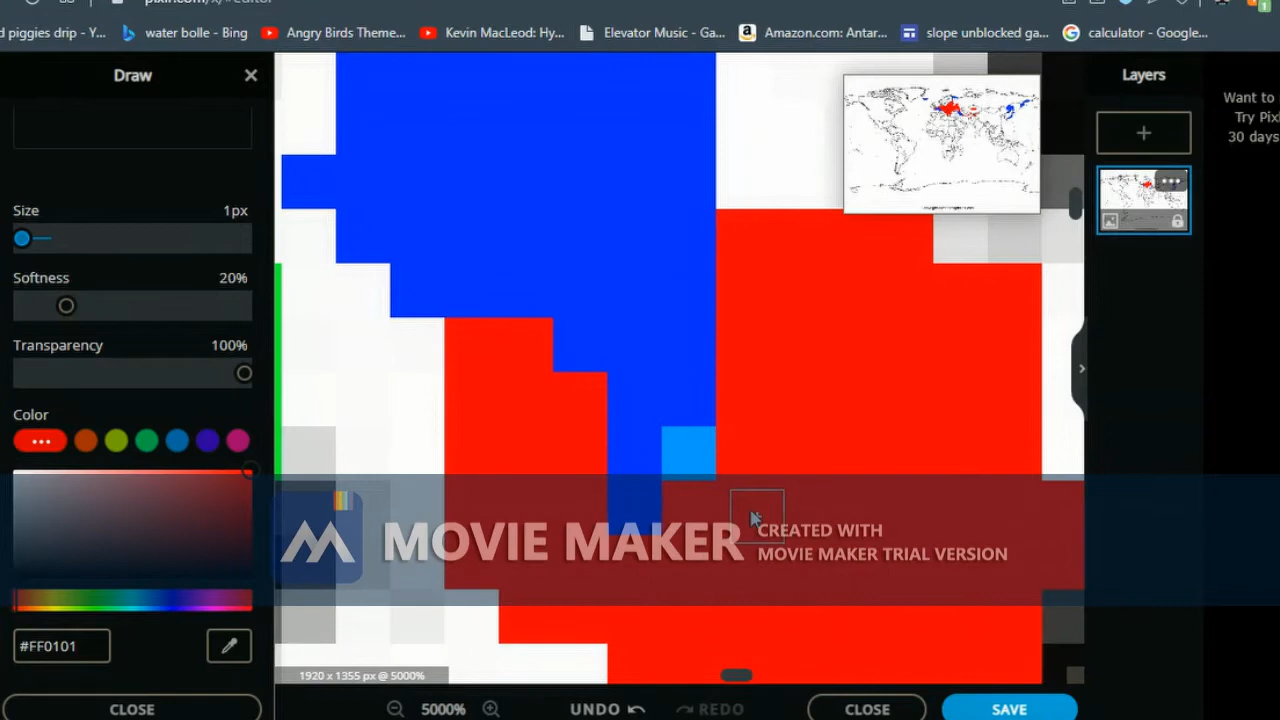 d piggies drip - Y...
water bolle - Bing
Angry Birds Theme...
Kevin MacLeod: Hy...
Elevator Music - Ga...
Amazon.com: Antar...
slope unblocked ga...
calculator - Google...
Draw
Layers
Want to
Try Pix
30 days
Size 1px
Softness 20%
Transparency 100%
Color
MOVIE MAKER
CREATED WITH
MOVIE MAKER TRIAL VERSION
#FF0101
1920 x 1355 px @ 5000%
CLOSE
5000%
UNDO
REDO
CLOSE
SAVE